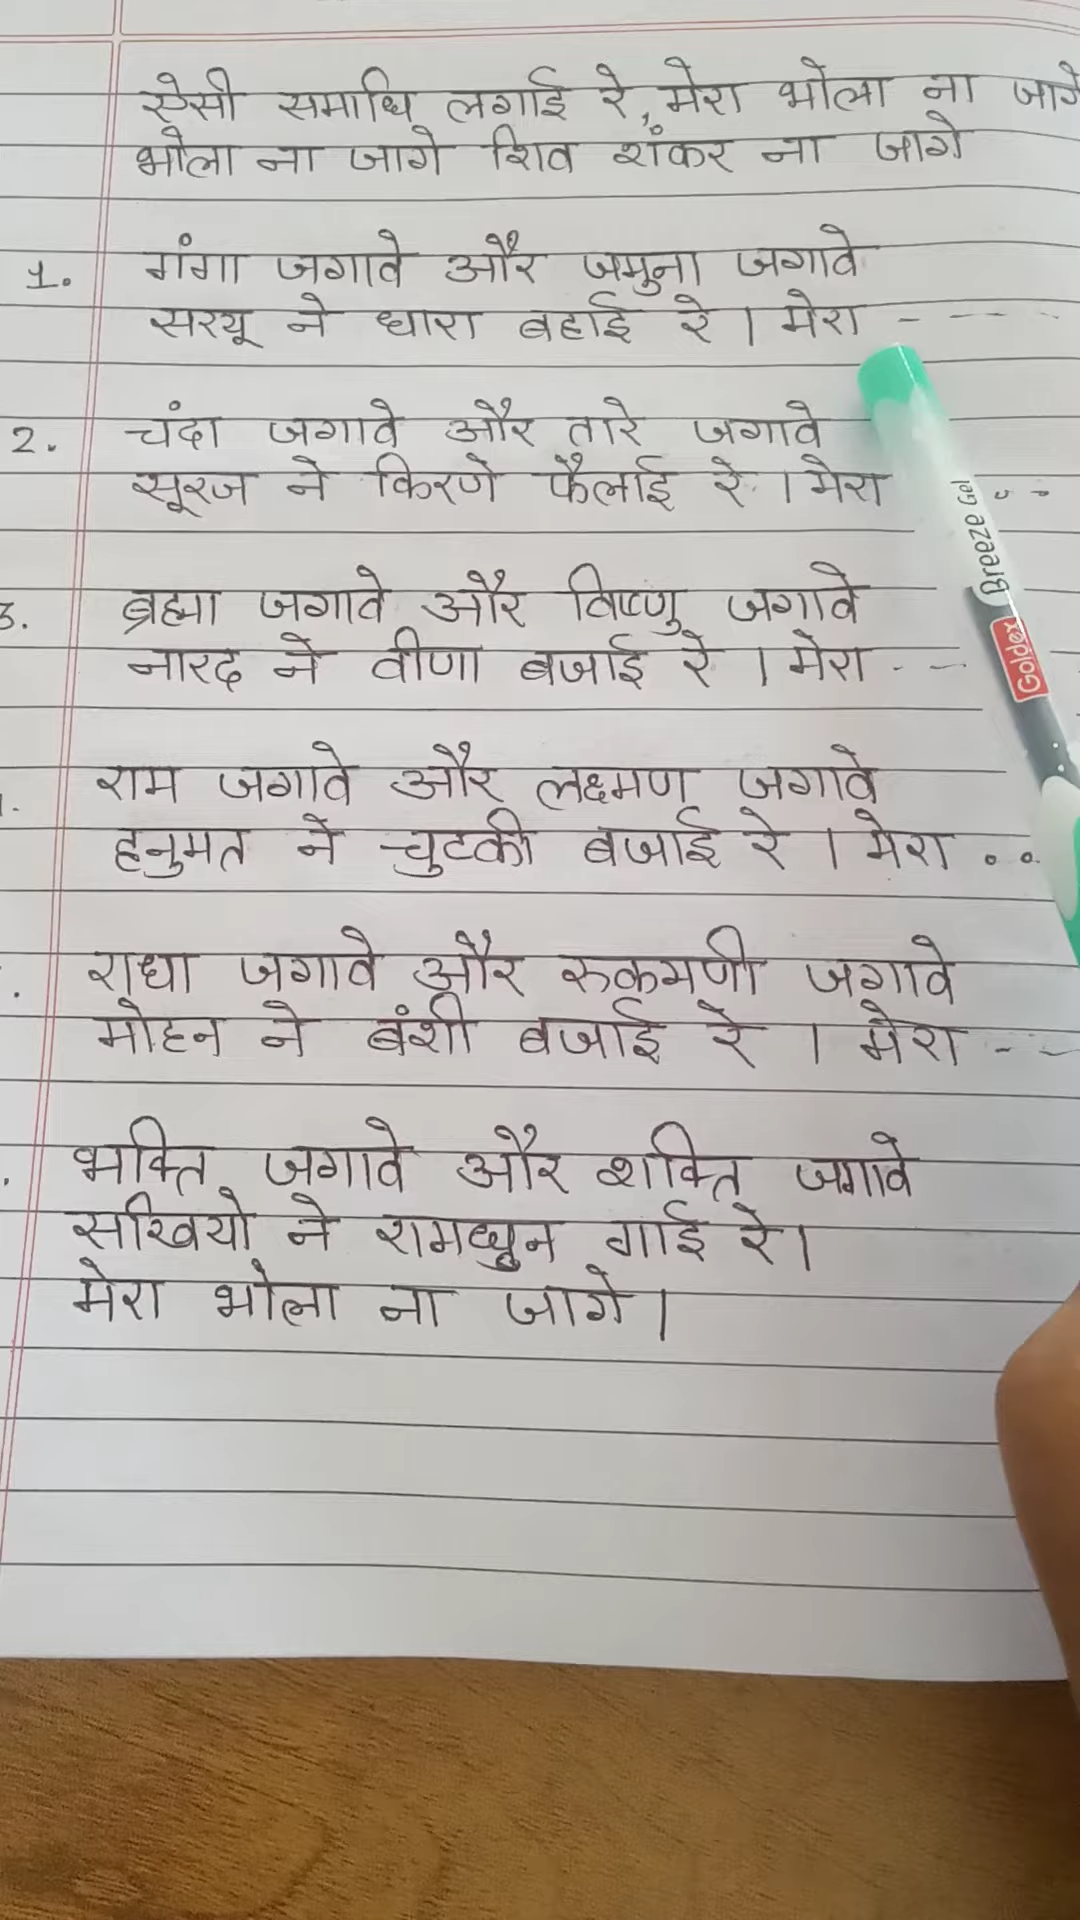 ऐसी समाधि लगाई रे, मेरा भोला ना जागे
भोला ना जागे शिव शंकर ना जागे
1. गंगा जगावे और जमुना जगावे
सरयू ने धारा बहाई रे । मेरा - - - -
2. चंदा जगावे और तारे जगावे
सूरज ने किरणे फैलाई रे । मेरा
3. ब्रह्मा जगावे और विष्णु जगावे
नारद ने वीणा बजाई रे । मेरा - - -
राम जगावे और लक्ष्मण जगावे
हनुमत ने चुटकी बजाई रे । मेरा . .
राधा जगावे और रुकमणी जगावे
मोहन ने बंशी बजाई रे । मेरा - - -
भक्ति जगावे और शक्ति जगावे
सखियो ने रामधुन गाई रे।
मेरा भोला ना जागे।
Goldex
Breeze Gel